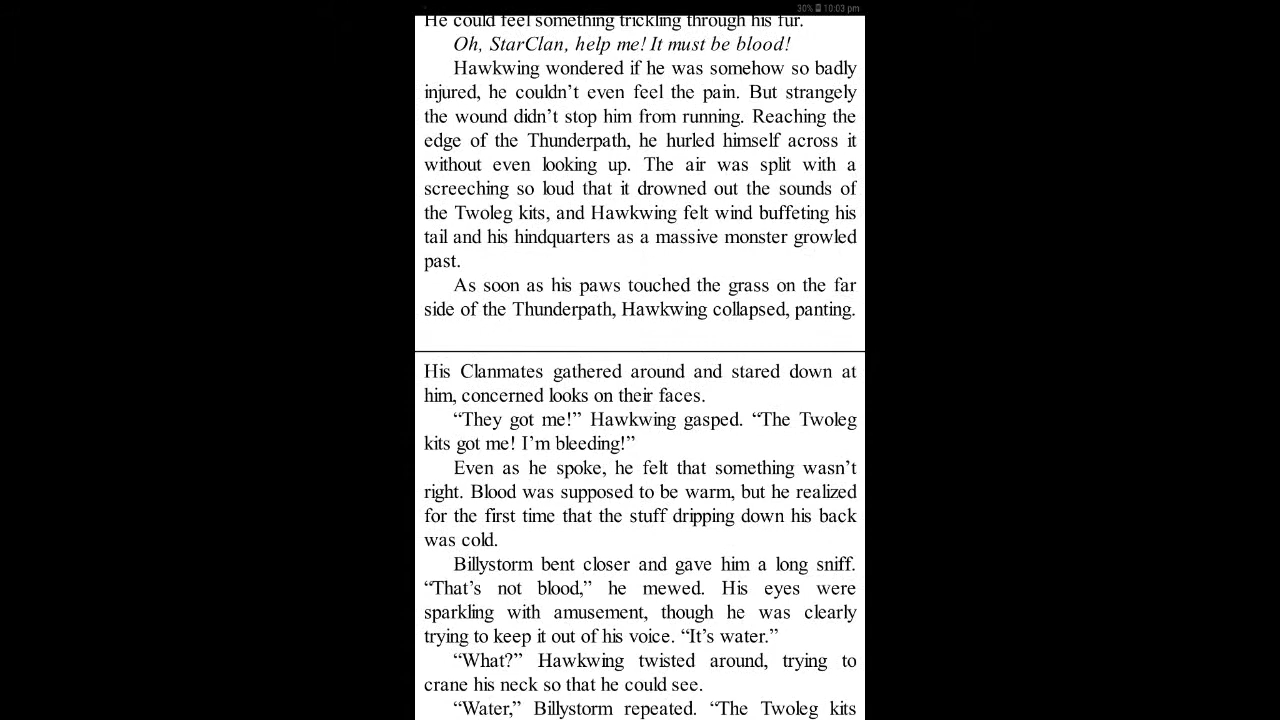 30% 10:03 pm
He could feel something trickling through his fur.
Oh, StarClan, help me! It must be blood!
Hawkwing wondered if he was somehow so badly
injured, he couldn’t even feel the pain. But strangely
the wound didn’t stop him from running. Reaching the
edge of the Thunderpath, he hurled himself across it
without even looking up. The air was split with a
screeching so loud that it drowned out the sounds of
the Twoleg kits, and Hawkwing felt wind buffeting his
tail and his hindquarters as a massive monster growled
past.
As soon as his paws touched the grass on the far
side of the Thunderpath, Hawkwing collapsed, panting.
His Clanmates gathered around and stared down at
him, concerned looks on their faces.
“They got me!” Hawkwing gasped. “The Twoleg
kits got me! I’m bleeding!”
Even as he spoke, he felt that something wasn’t
right. Blood was supposed to be warm, but he realized
for the first time that the stuff dripping down his back
was cold.
Billystorm bent closer and gave him a long sniff.
“That’s not blood,” he mewed. His eyes were
sparkling with amusement, though he was clearly
trying to keep it out of his voice. “It’s water.”
“What?” Hawkwing twisted around, trying to
crane his neck so that he could see.
“Water,” Billystorm repeated. “The Twoleg kits